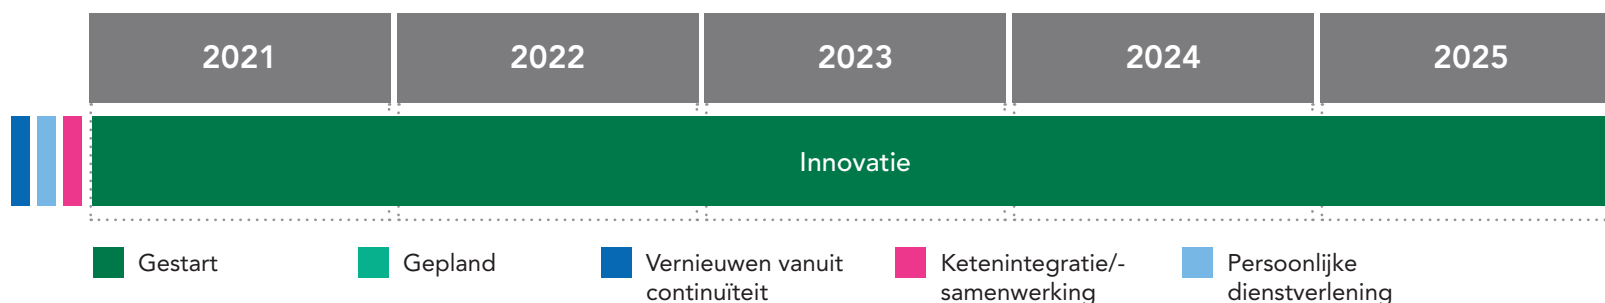 2021 2022 2023 2024 2025
Innovatie
Gestart Gepland Vernieuwen vanuit Ketenintegratie/- Persoonlijke
continuïteit samenwerking dienstverlening